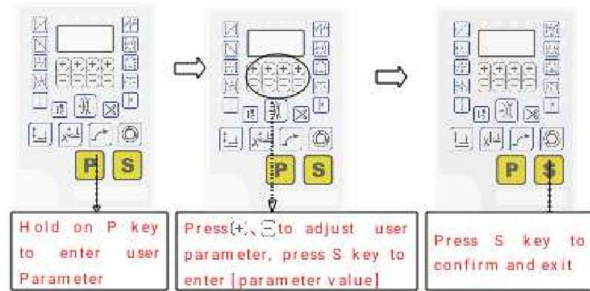 P S
P S
P S
Hold on P key
to enter user
Parameter
Press(+)、(−)to adjust user
parameter, press S key to
enter [parameter value]
Press S key to
confirm and exit